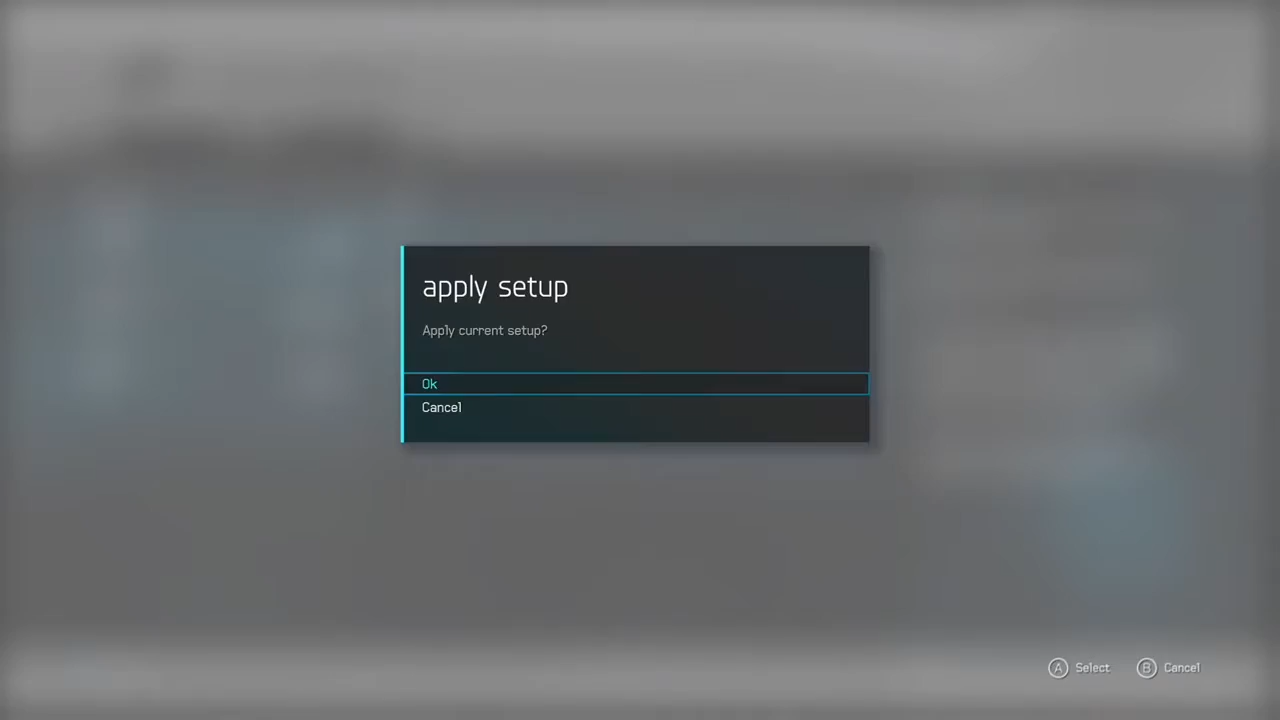 apply setup
Apply current setup?
Ok
Cancel
A Select B Cancel